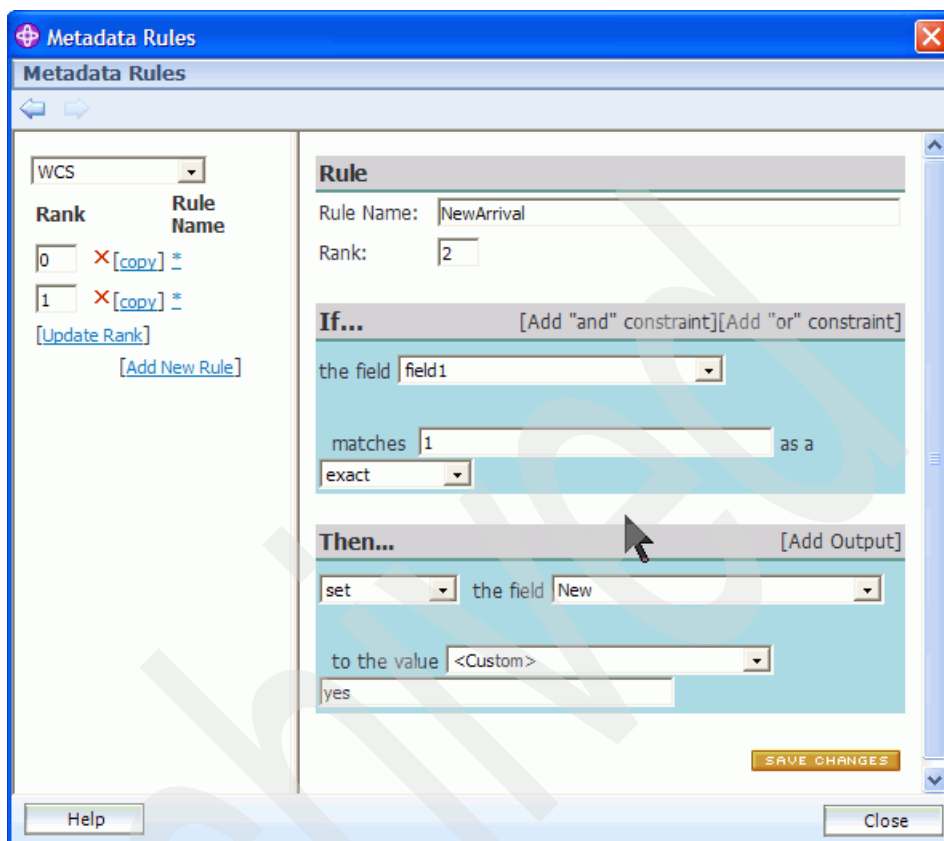 Metadata Rules
Metadata Rules
WCS
Rank Rule Name
0 [copy] *
1 [copy] *
[Update Rank]
[Add New Rule]
Rule
Rule Name: NewArrival
Rank: 2
If... [Add "and" constraint][Add "or" constraint]
the field field1
matches 1 as a
exact
Then... [Add Output]
set the field New
to the value <Custom>
yes
SAVE CHANGES
Help Close